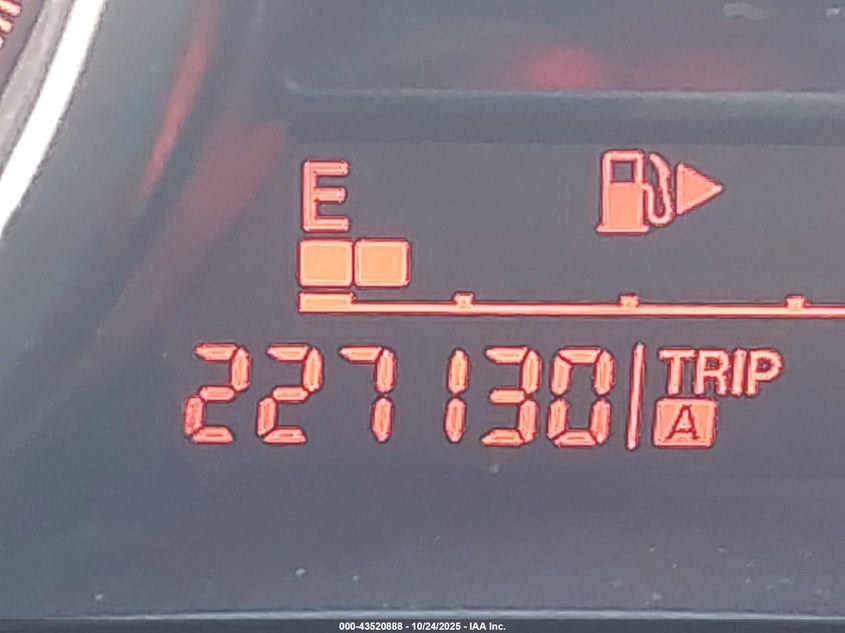 E
227130 TRIP
A
000-43520888 - 10/24/2025 - IAA Inc.